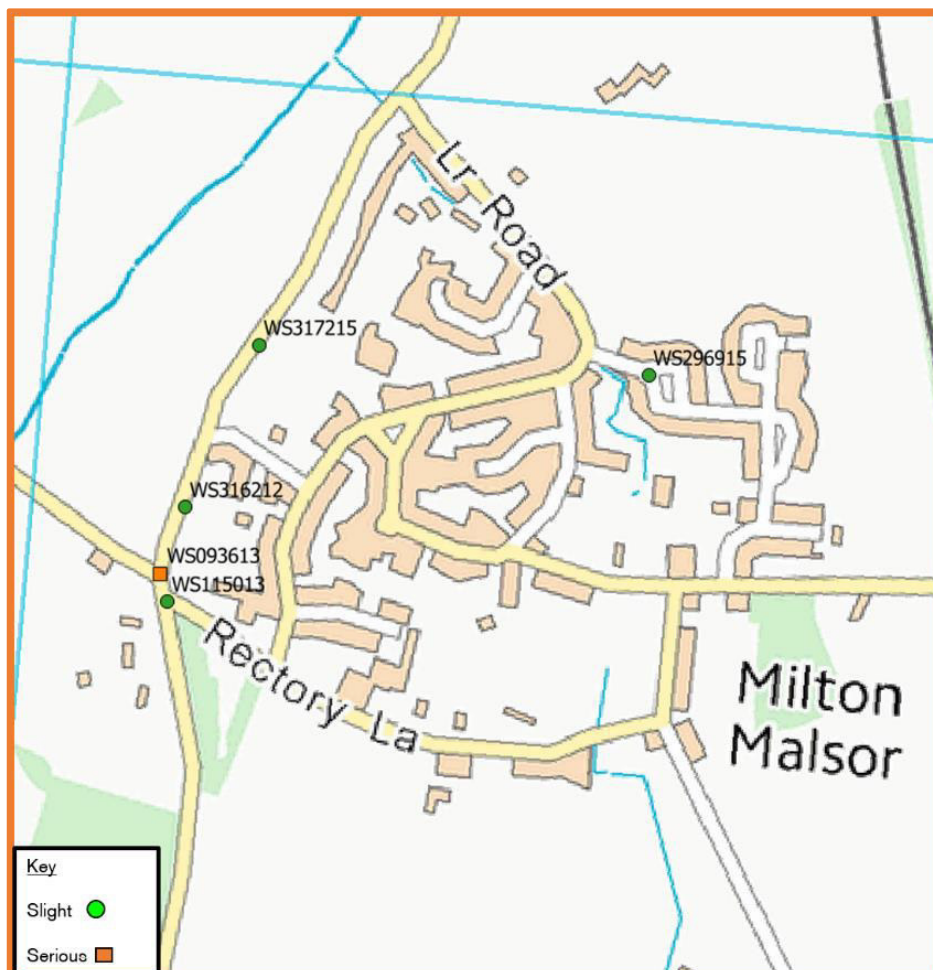 Lr Road
WS317215
WS296915
WS316212
WS093613
WS115013
Rectory La
Milton
Malsor
Key
Slight
Serious